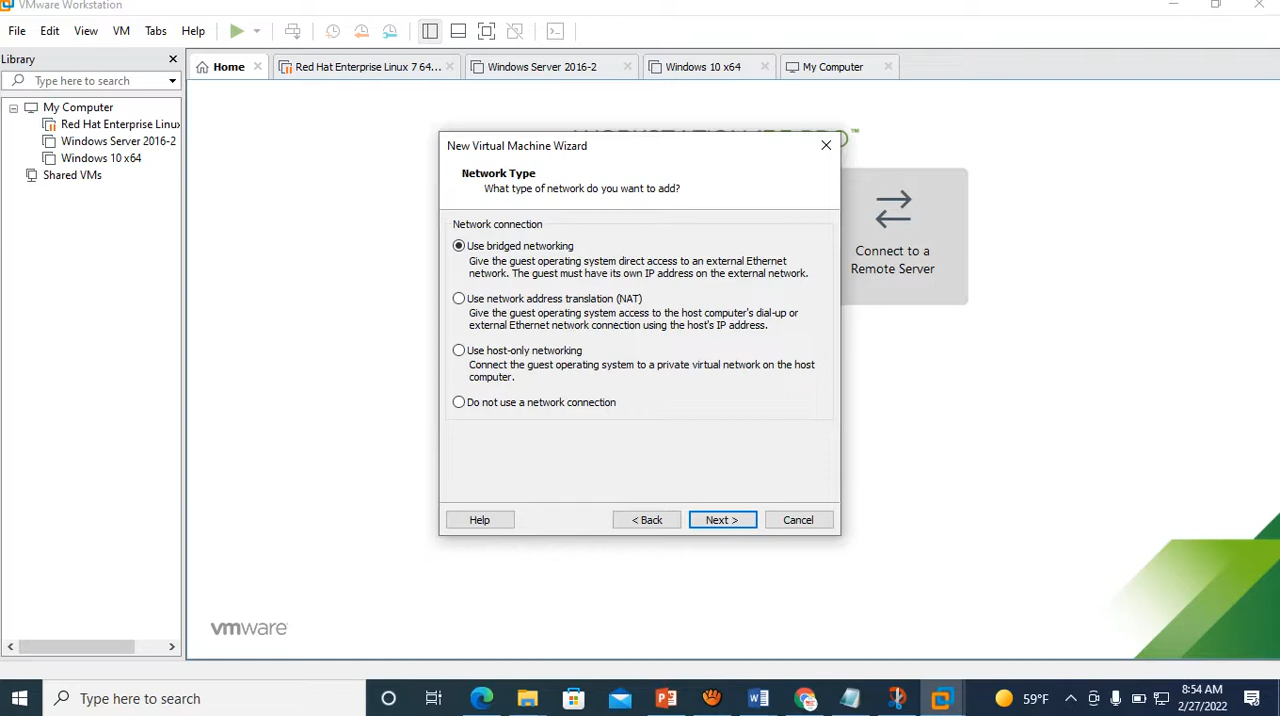 VMware Workstation
File Edit View VM Tabs Help
Library
Type here to search
My Computer
Red Hat Enterprise Linu
Windows Server 2016-2
Windows 10 x64
Shared VMs
Home
Red Hat Enterprise Linux 7 64...
Windows Server 2016-2
Windows 10 x64
My Computer
™
New Virtual Machine Wizard
Network Type
What type of network do you want to add?
Network connection
Use bridged networking
Give the guest operating system direct access to an external Ethernet
network. The guest must have its own IP address on the external network.
Use network address translation (NAT)
Give the guest operating system access to the host computer's dial-up or
external Ethernet network connection using the host's IP address.
Use host-only networking
Connect the guest operating system to a private virtual network on the host
computer.
Do not use a network connection
Help
< Back
Next >
Cancel
Connect to a
Remote Server
vmware
Type here to search
59°F
8:54 AM
2/27/2022